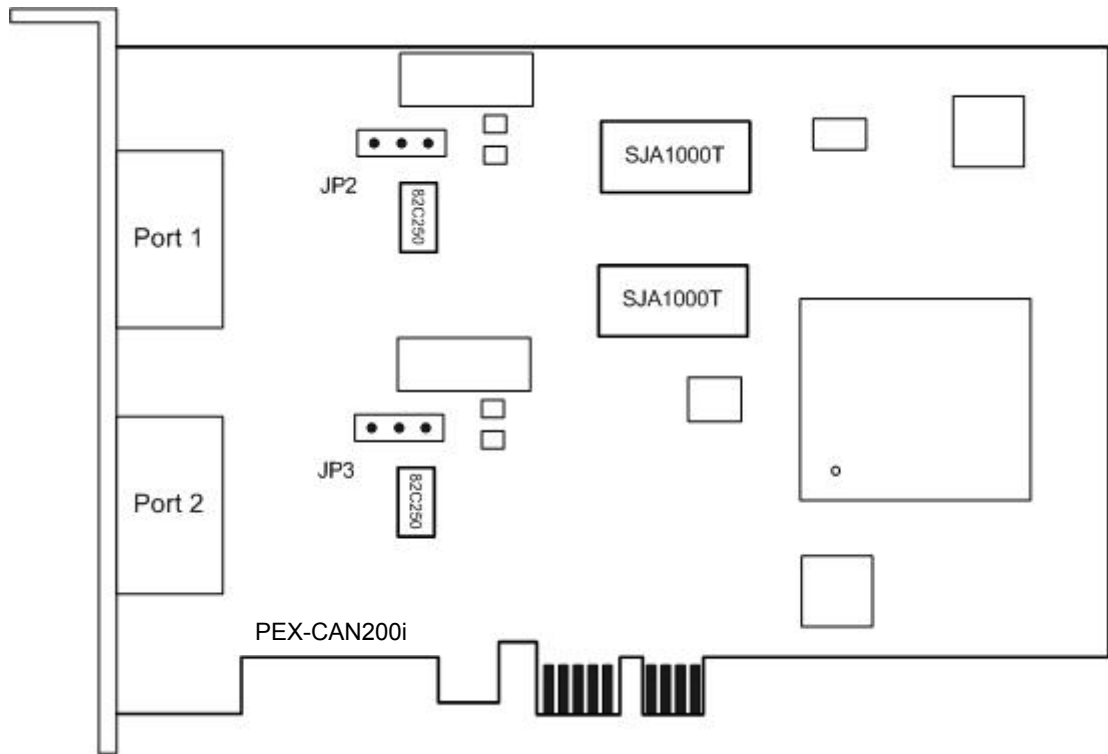 SJA1000T
JP2
82C250
Port 1
SJA1000T
JP3
82C250
Port 2
PEX-CAN200i